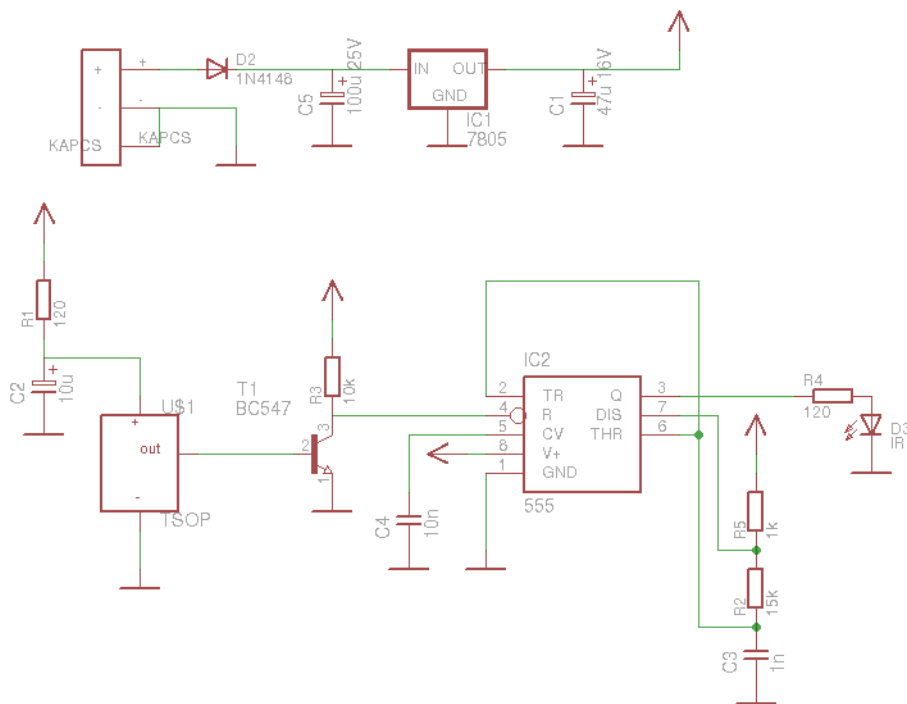 +
-
KAPCS
+
-
KAPCS
D2
1N4148
+
C5
100u 25V
IN OUT
GND
IC1
7805
+
C1
47u 16V
R1
120
+
C2
10u
U$1
+
out
-
TSOP
T1
BC547
R3
10k
3
2
1
IC2
2 TR Q 3
4 R DIS 7
5 CV THR 6
8 V+
1 GND
555
C4
10n
R4
120
D3
IR
R5
1k
R2
15k
C3
1n